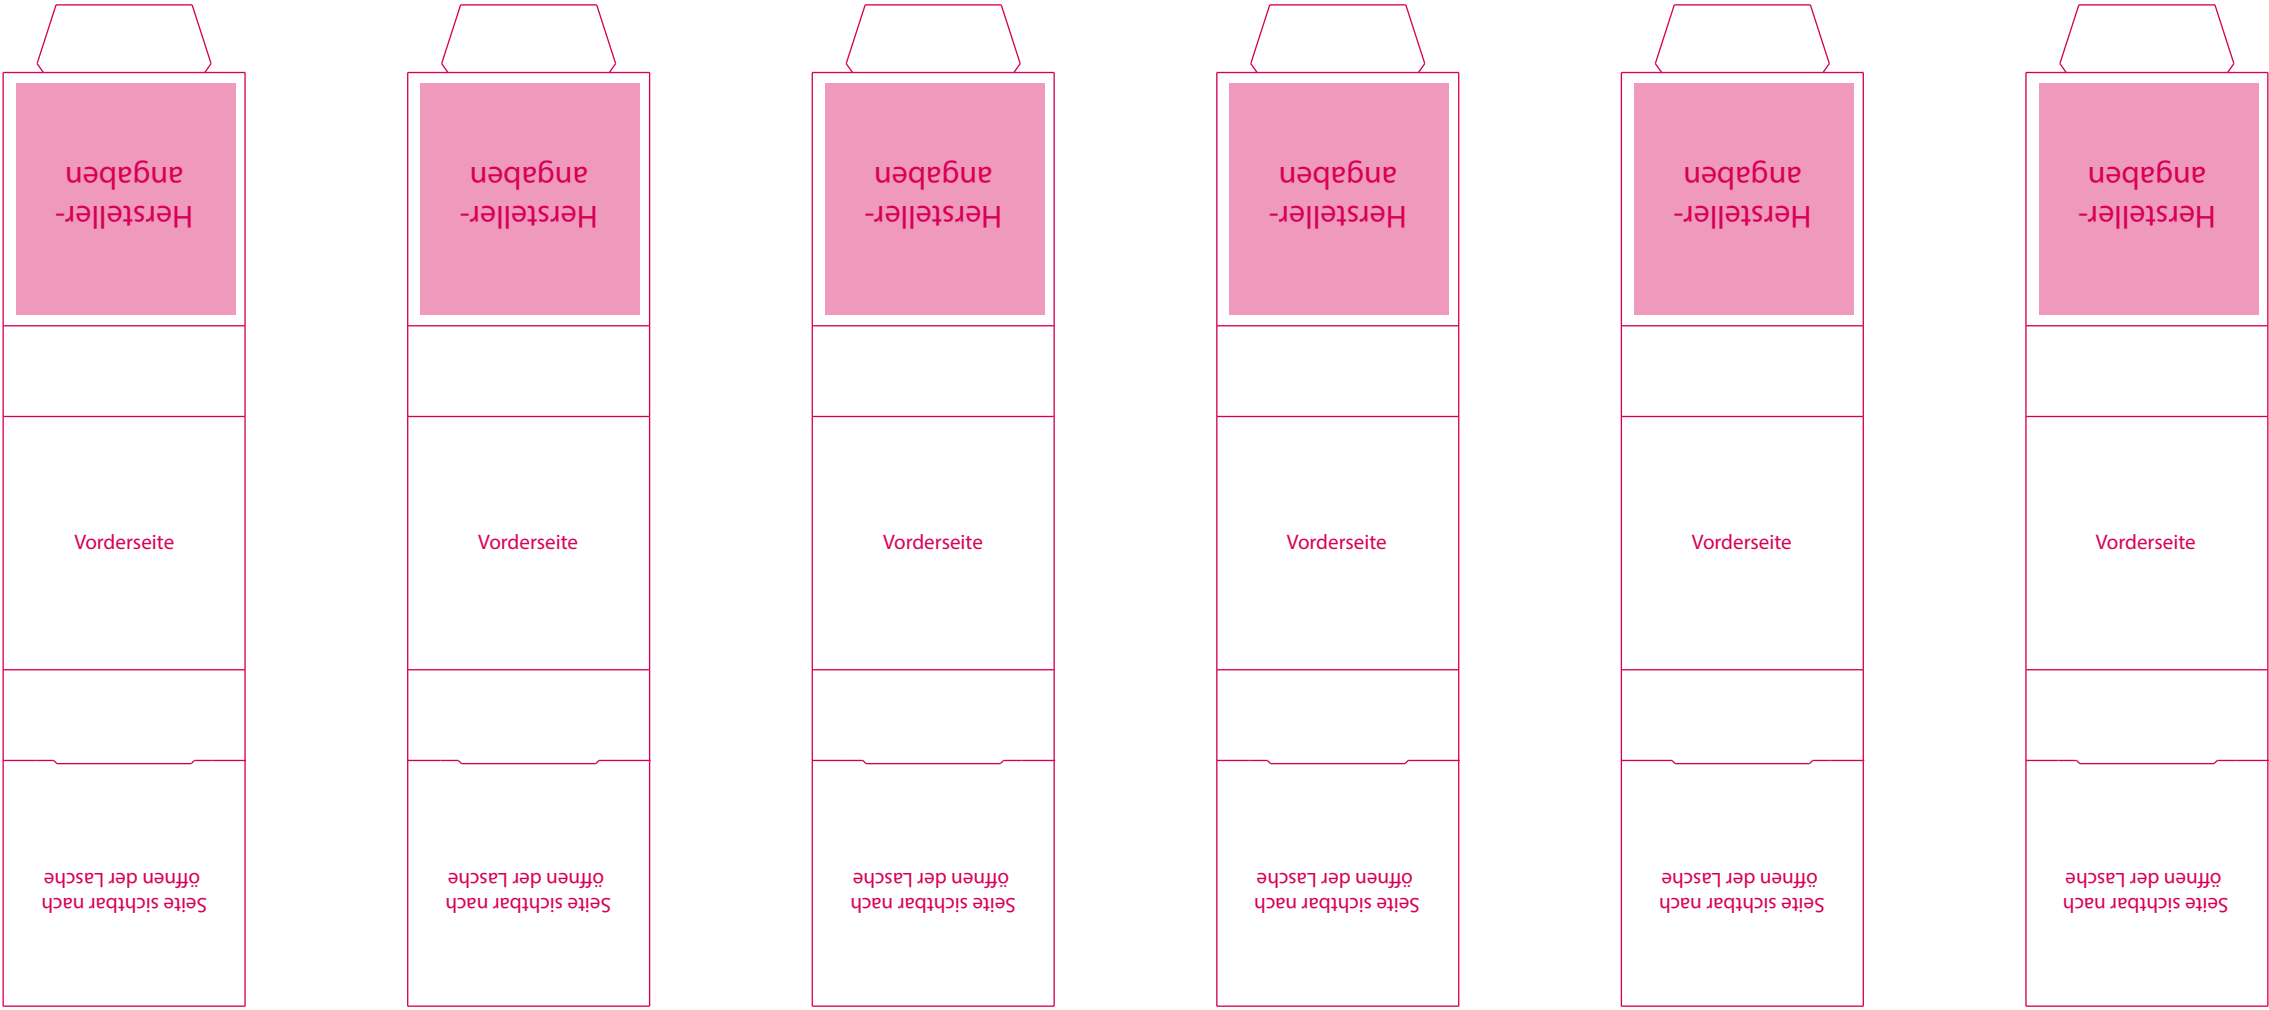 Hersteller-
angaben
Vorderseite
Seite sichtbar nach
öffnen der Lasche
Hersteller-
angaben
Vorderseite
Seite sichtbar nach
öffnen der Lasche
Hersteller-
angaben
Vorderseite
Seite sichtbar nach
öffnen der Lasche
Hersteller-
angaben
Vorderseite
Seite sichtbar nach
öffnen der Lasche
Hersteller-
angaben
Vorderseite
Seite sichtbar nach
öffnen der Lasche
Hersteller-
angaben
Vorderseite
Seite sichtbar nach
öffnen der Lasche